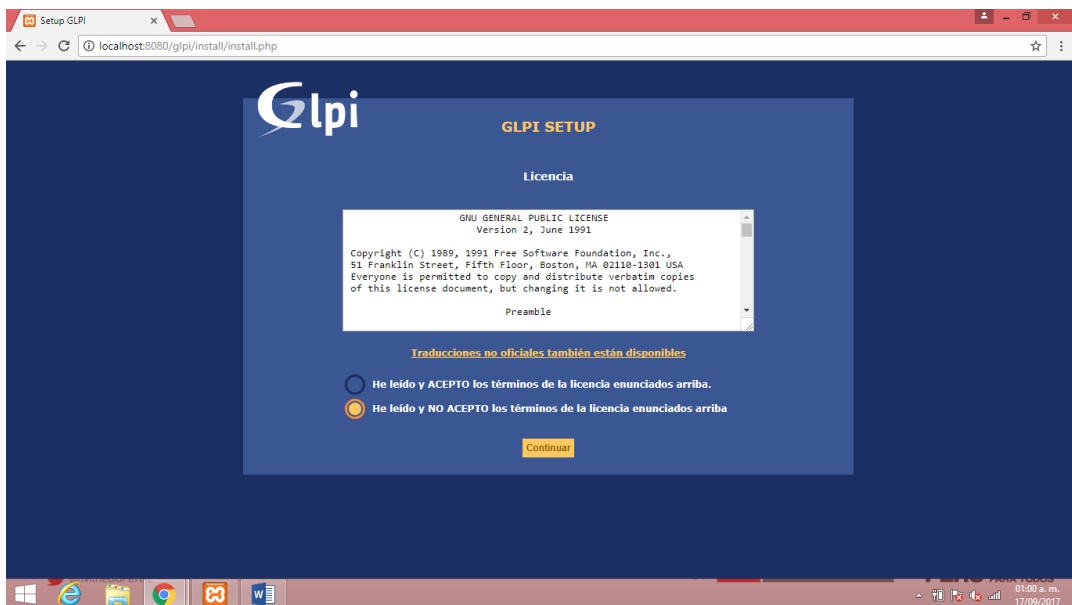 Setup GLPI
localhost:8080/glpi/install/install.php
Glpi
GLPI SETUP
Licencia
GNU GENERAL PUBLIC LICENSE
Version 2, June 1991
Copyright (C) 1989, 1991 Free Software Foundation, Inc.,
51 Franklin Street, Fifth Floor, Boston, MA 02110-1301 USA
Everyone is permitted to copy and distribute verbatim copies
of this license document, but changing it is not allowed.
Preamble
Traducciones no oficiales también están disponibles
He leído y ACEPTO los términos de la licencia enunciados arriba.
He leído y NO ACEPTO los términos de la licencia enunciados arriba
Continuar
PARA TODOS
01:00 a. m.
17/09/2017